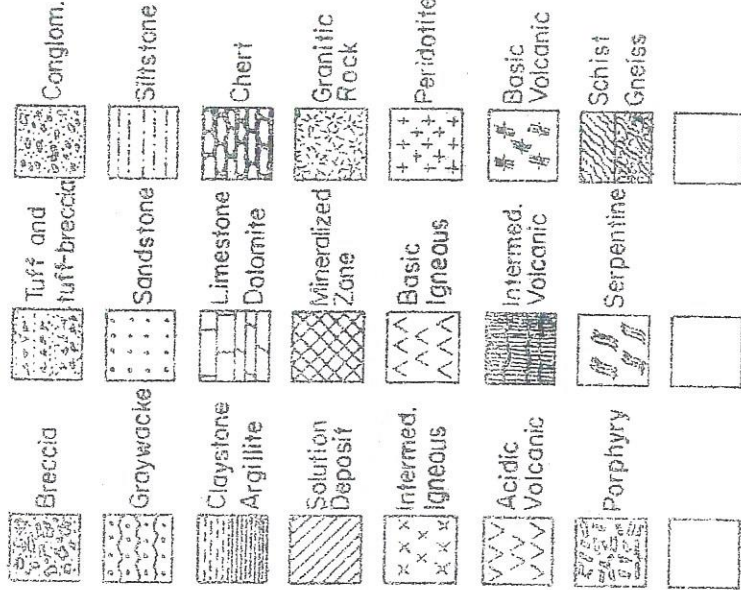 Breccia
Tuff and
tuff-breccia
Conglom.
Graywacke
Sandstone
Siltstone
Claystone
Argillite
Limestone
Dolomite
Chert
Solution
Deposit
Mineralized
Zone
Granitic
Rock
Intermed.
Igneous
Basic
Igneous
Peridotite
Acidic
Volcanic
Intermed.
Volcanic
Basic
Volcanic
Porphyry
Serpentine
Schist
Gneiss